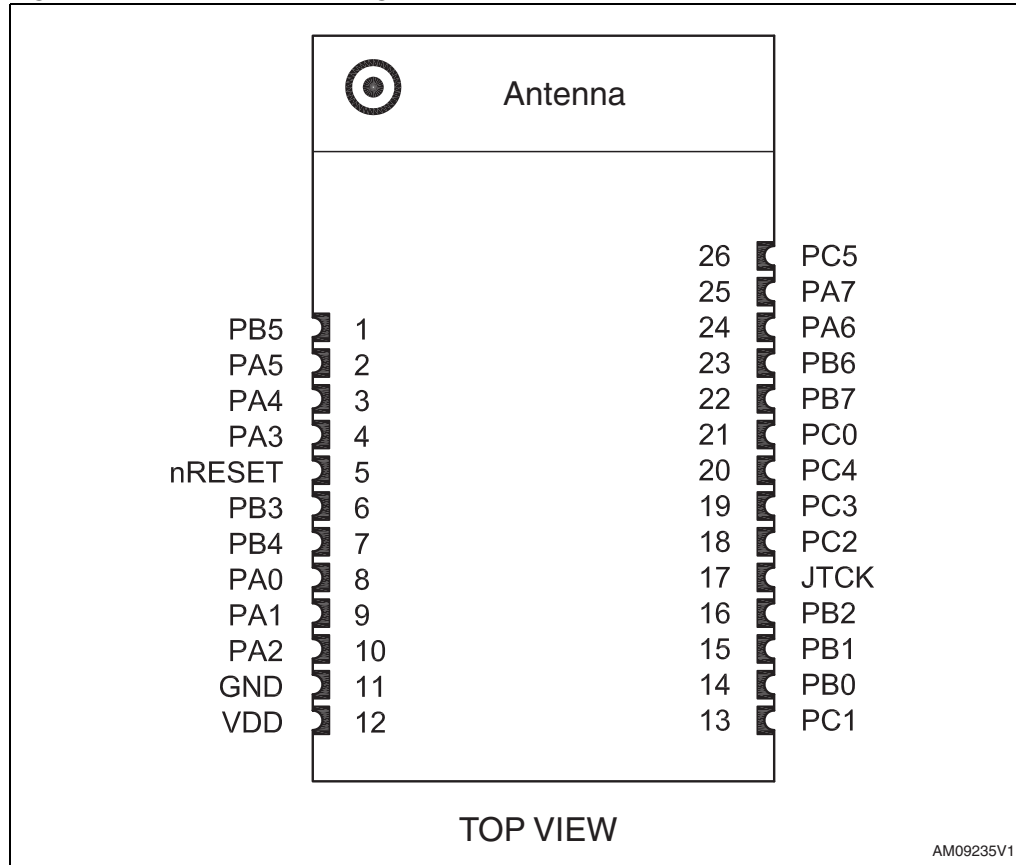 Antenna
26 PC5
25 PA7
PB5 1 24 PA6
PA5 2 23 PB6
PA4 3 22 PB7
PA3 4 21 PC0
nRESET 5 20 PC4
PB3 6 19 PC3
PB4 7 18 PC2
PA0 8 17 JTCK
PA1 9 16 PB2
PA2 10 15 PB1
GND 11 14 PB0
VDD 12 13 PC1
TOP VIEW
AM09235V1